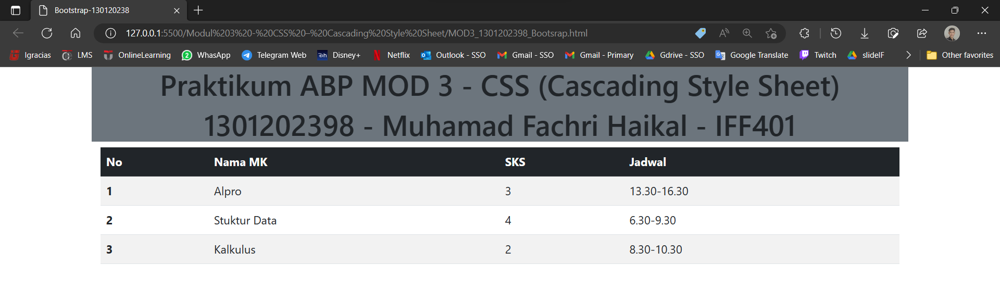 Bootstrap-130120238
127.0.0.1:5500/Modul%203%20-%20CSS%20–%20Cascading%20Style%20Sheet/MOD3_1301202398_Bootsrap.html
Igracias LMS OnlineLearning WhasApp Telegram Web Disney+ Netflix Outlook - SSO Gmail - SSO Gmail - Primary Gdrive - SSO Google Translate Twitch slideIF Other favorites
Praktikum ABP MOD 3 - CSS (Cascading Style Sheet)
1301202398 - Muhamad Fachri Haikal - IFF401
No Nama MK SKS Jadwal
1 Alpro 3 13.30-16.30
2 Stuktur Data 4 6.30-9.30
3 Kalkulus 2 8.30-10.30